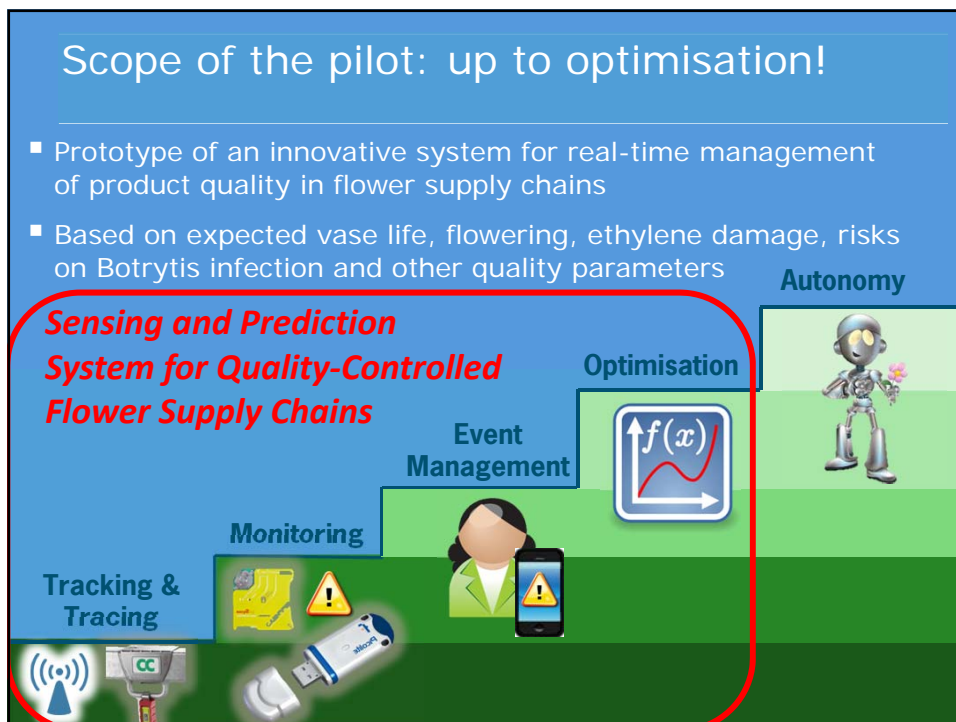 Scope of the pilot: up to optimisation!
▪ Prototype of an innovative system for real-time management
of product quality in flower supply chains
▪ Based on expected vase life, flowering, ethylene damage, risks
on Botrytis infection and other quality parameters
Autonomy
Sensing and Prediction
System for Quality-Controlled
Flower Supply Chains
Optimisation
f(x)
Event
Management
Monitoring
Tracking &
Tracing
CC